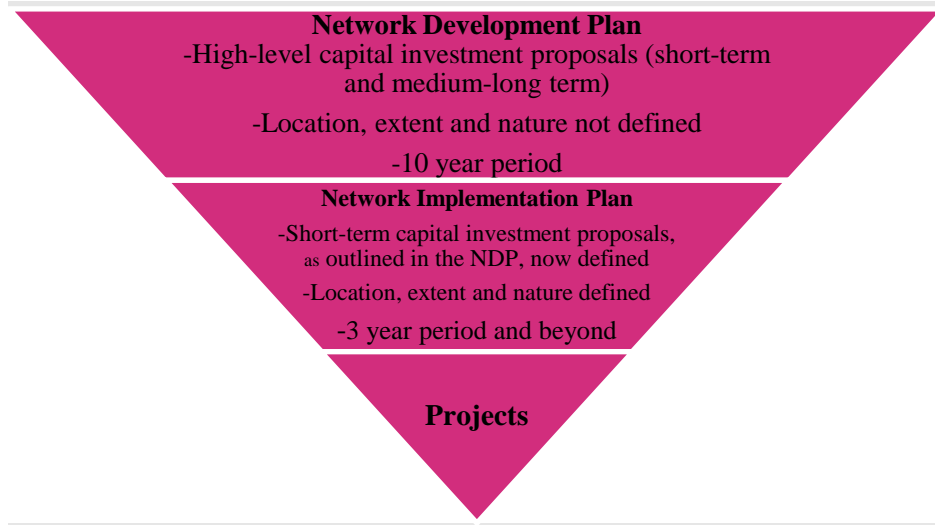 Network Development Plan
-High-level capital investment proposals (short-term
and medium-long term)
-Location, extent and nature not defined
-10 year period
Network Implementation Plan
-Short-term capital investment proposals,
as outlined in the NDP, now defined
-Location, extent and nature defined
-3 year period and beyond
Projects